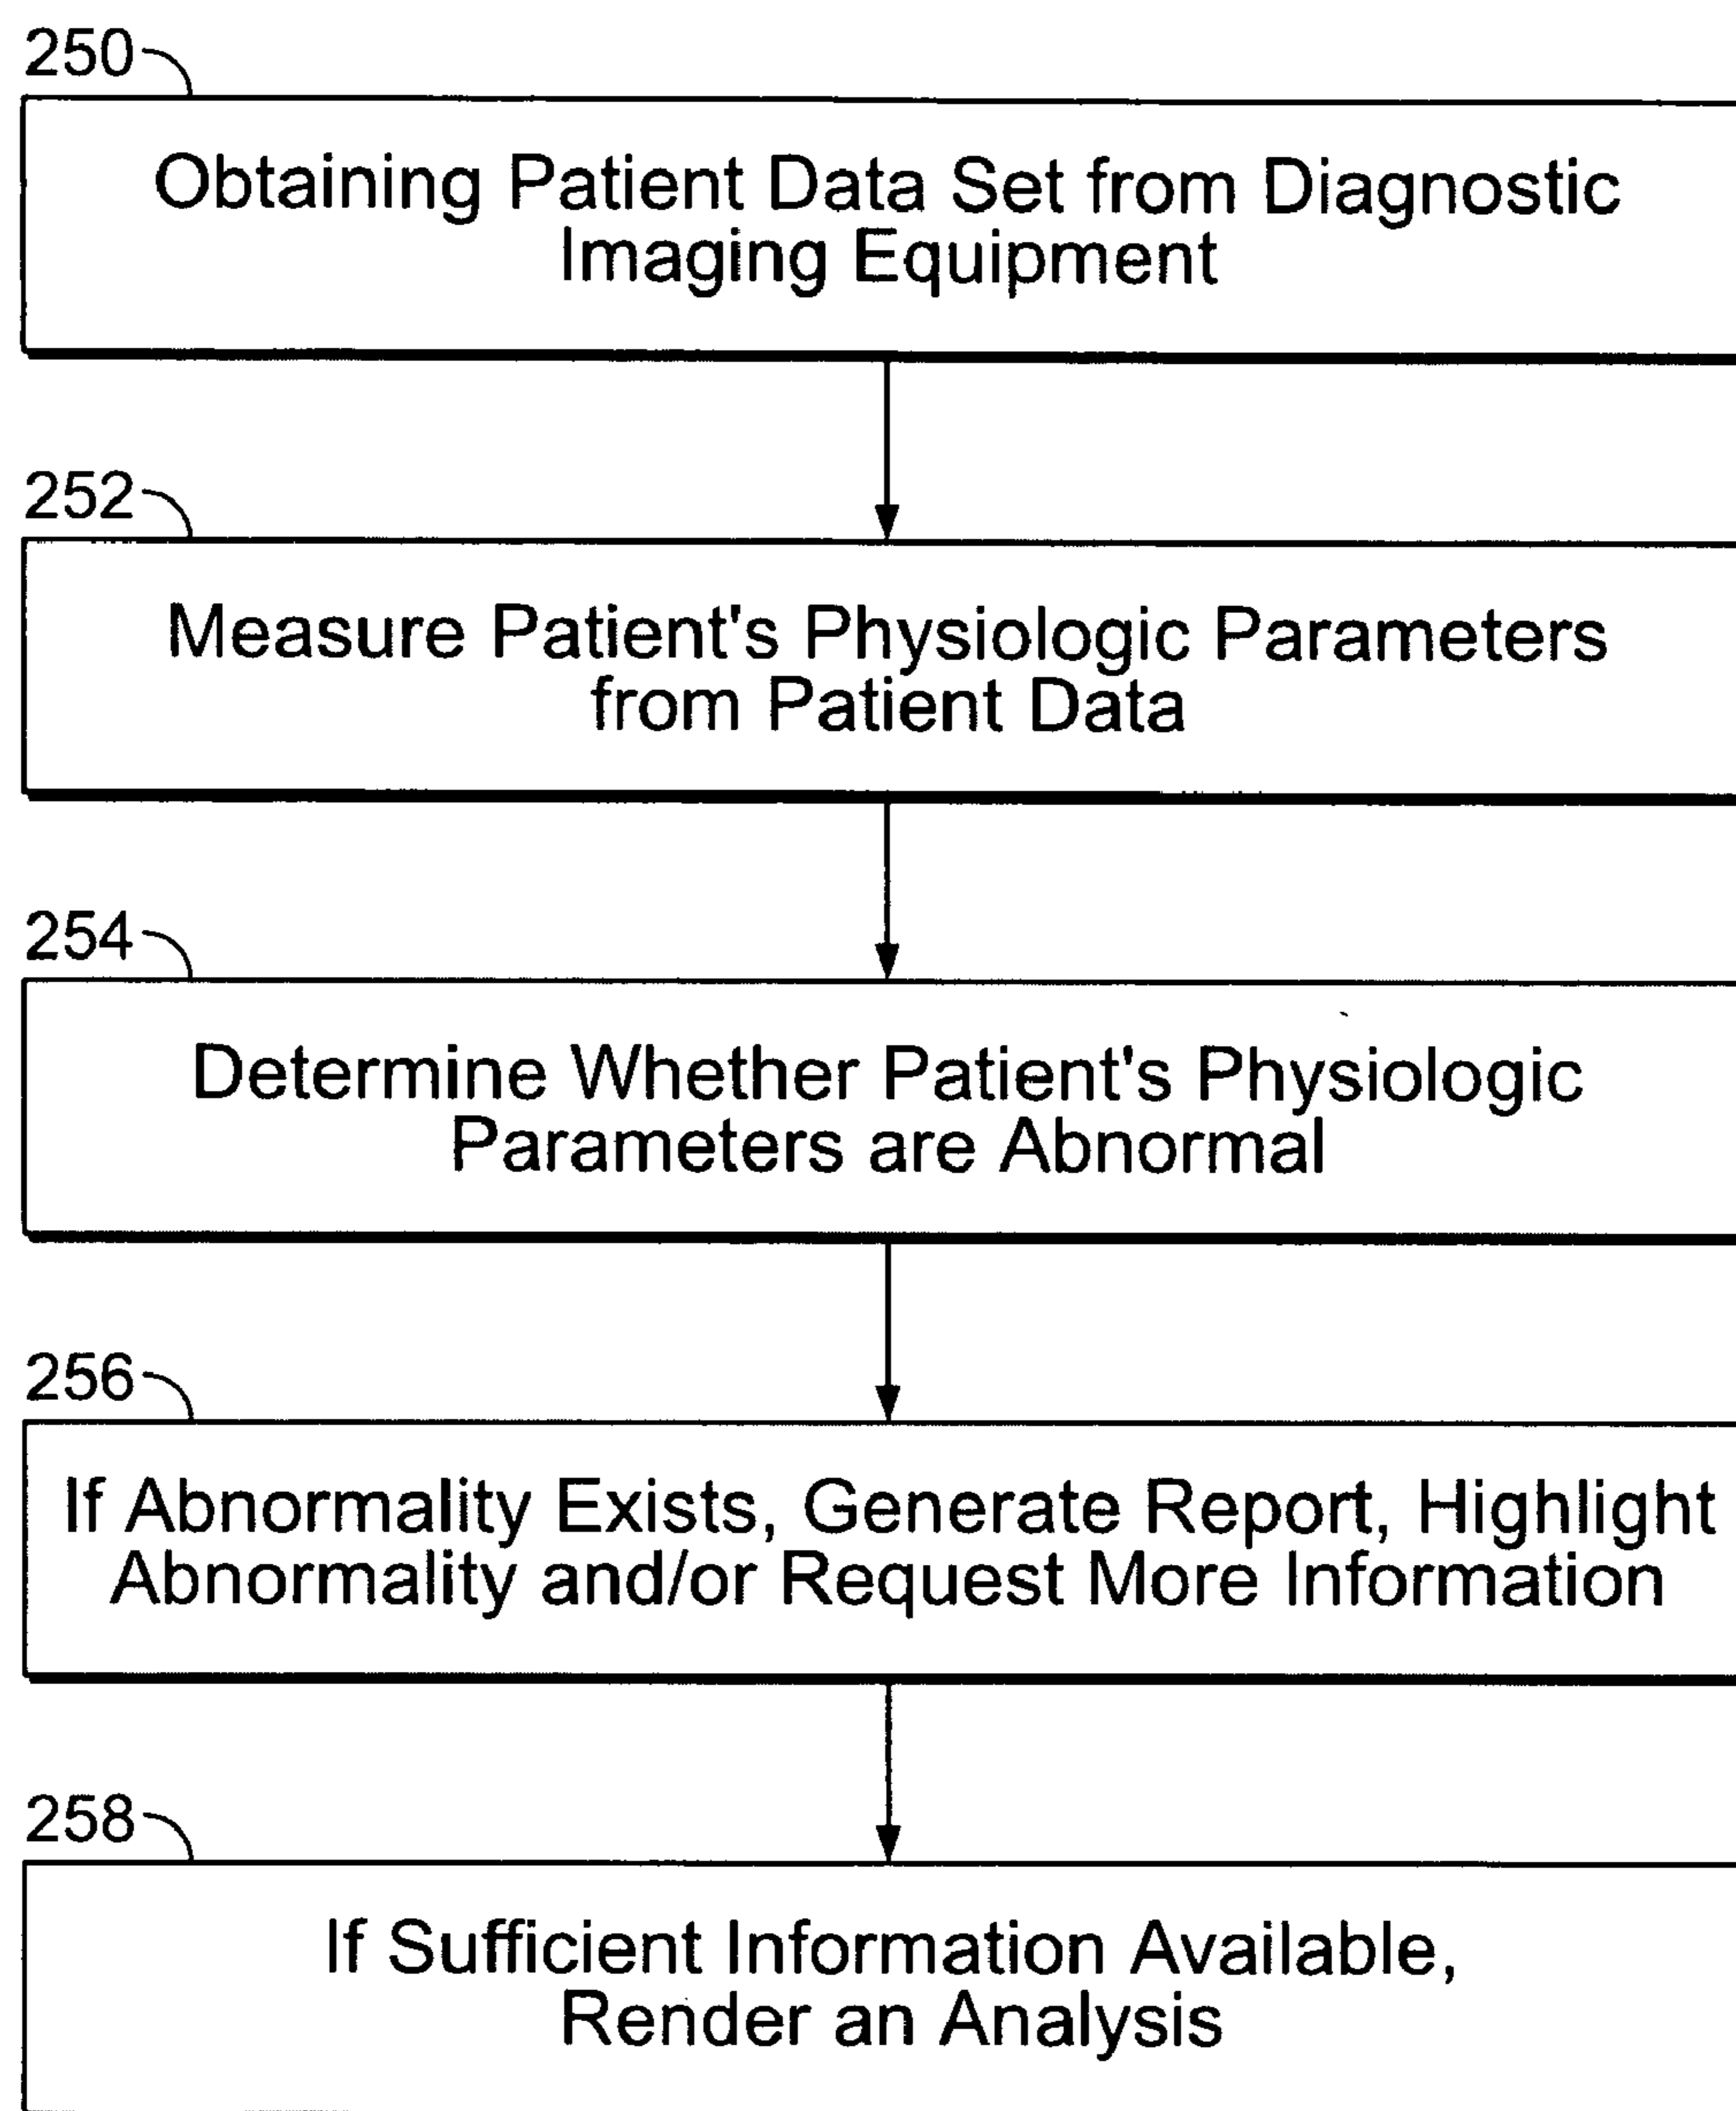 250
Obtaining Patient Data Set from Diagnostic
Imaging Equipment
252
Measure Patient's Physiologic Parameters
from Patient Data
254
Determine Whether Patient's Physiologic
Parameters are Abnormal
256
If Abnormality Exists, Generate Report, Highlight
Abnormality and/or Request More Information
258
If Sufficient Information Available,
Render an Analysis